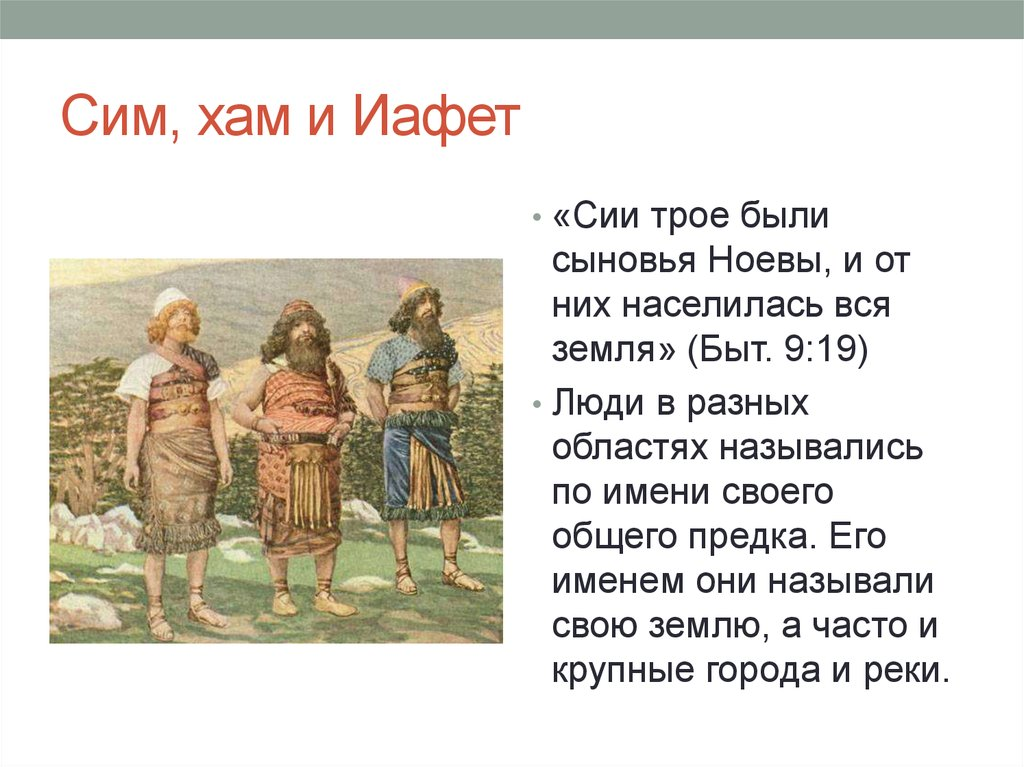 Сим, хам и Иафет
• «Сии трое были
сыновья Ноевы, и от
них населилась вся
земля» (Быт. 9:19)
• Люди в разных
областях назывались
по имени своего
общего предка. Его
именем они называли
свою землю, а часто и
крупные города и реки.